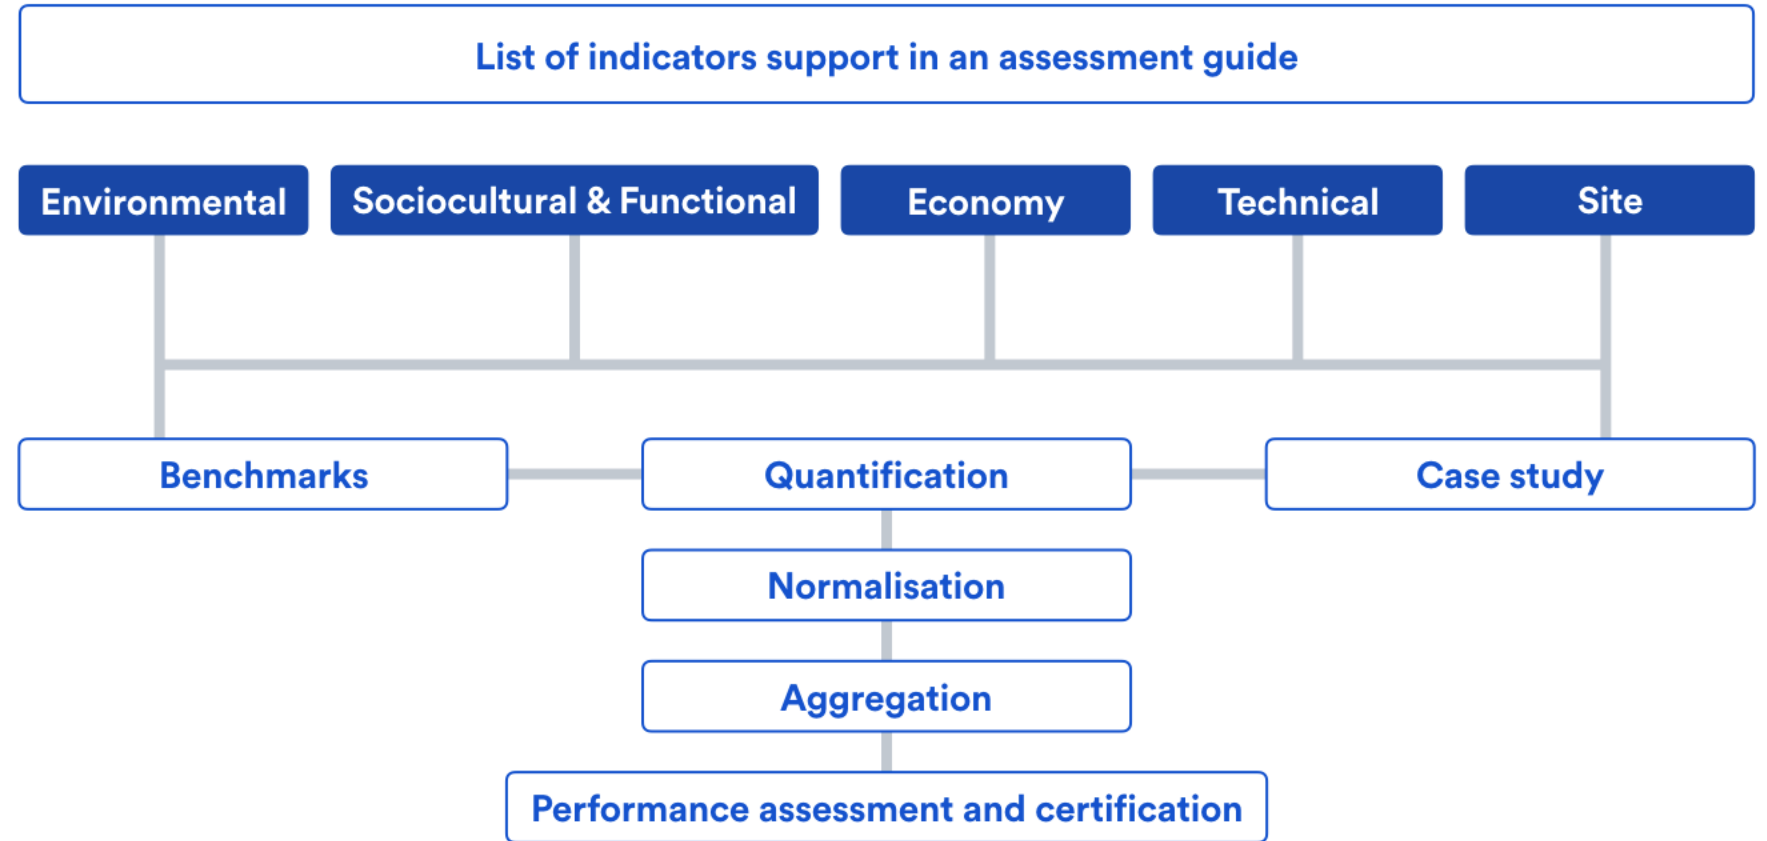 List of indicators support in an assessment guide
Environmental
Sociocultural & Functional
Economy
Technical
Site
Benchmarks
Quantification
Case study
Normalisation
Aggregation
Performance assessment and certification